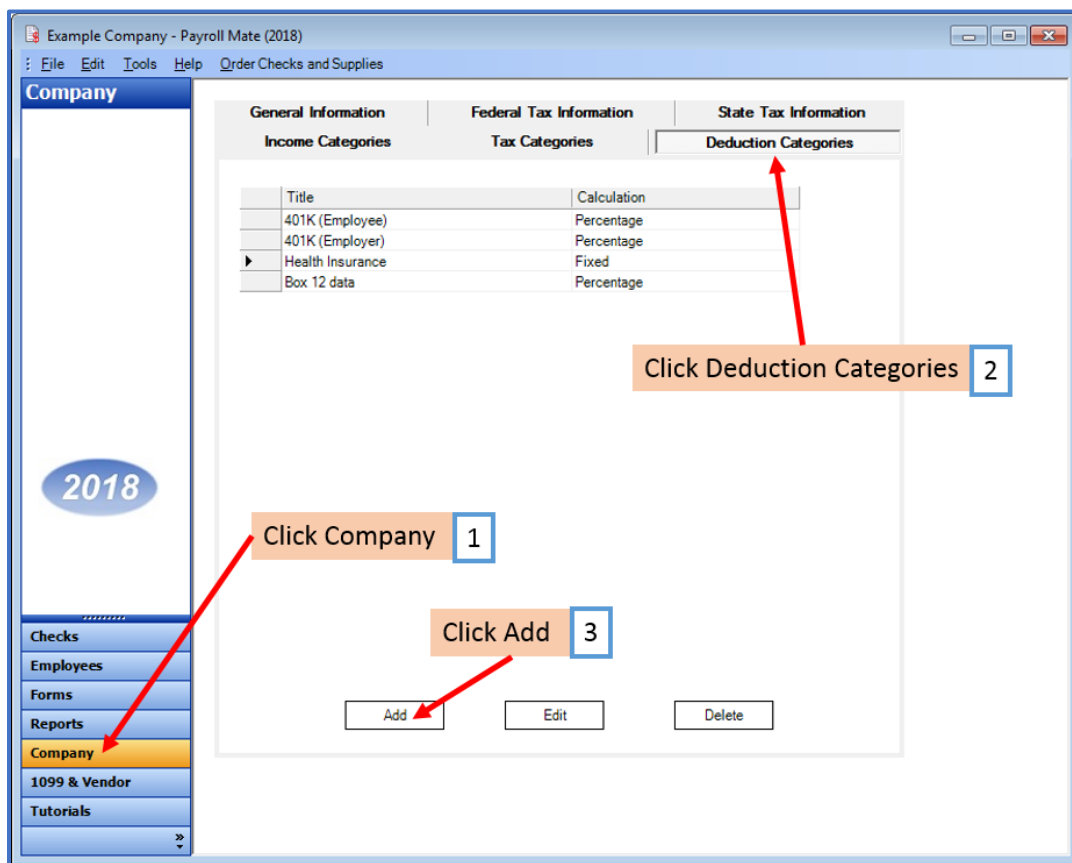 Example Company - Payroll Mate (2018)
File Edit Tools Help Order Checks and Supplies
Company
General Information Federal Tax Information State Tax Information
Income Categories Tax Categories Deduction Categories
Title Calculation
401K (Employee) Percentage
401K (Employer) Percentage
Health Insurance Fixed
Box 12 data Percentage
Click Deduction Categories 2
2018
Click Company 1
Click Add 3
Checks
Employees
Forms
Reports
Company
1099 & Vendor
Tutorials
Add Edit Delete